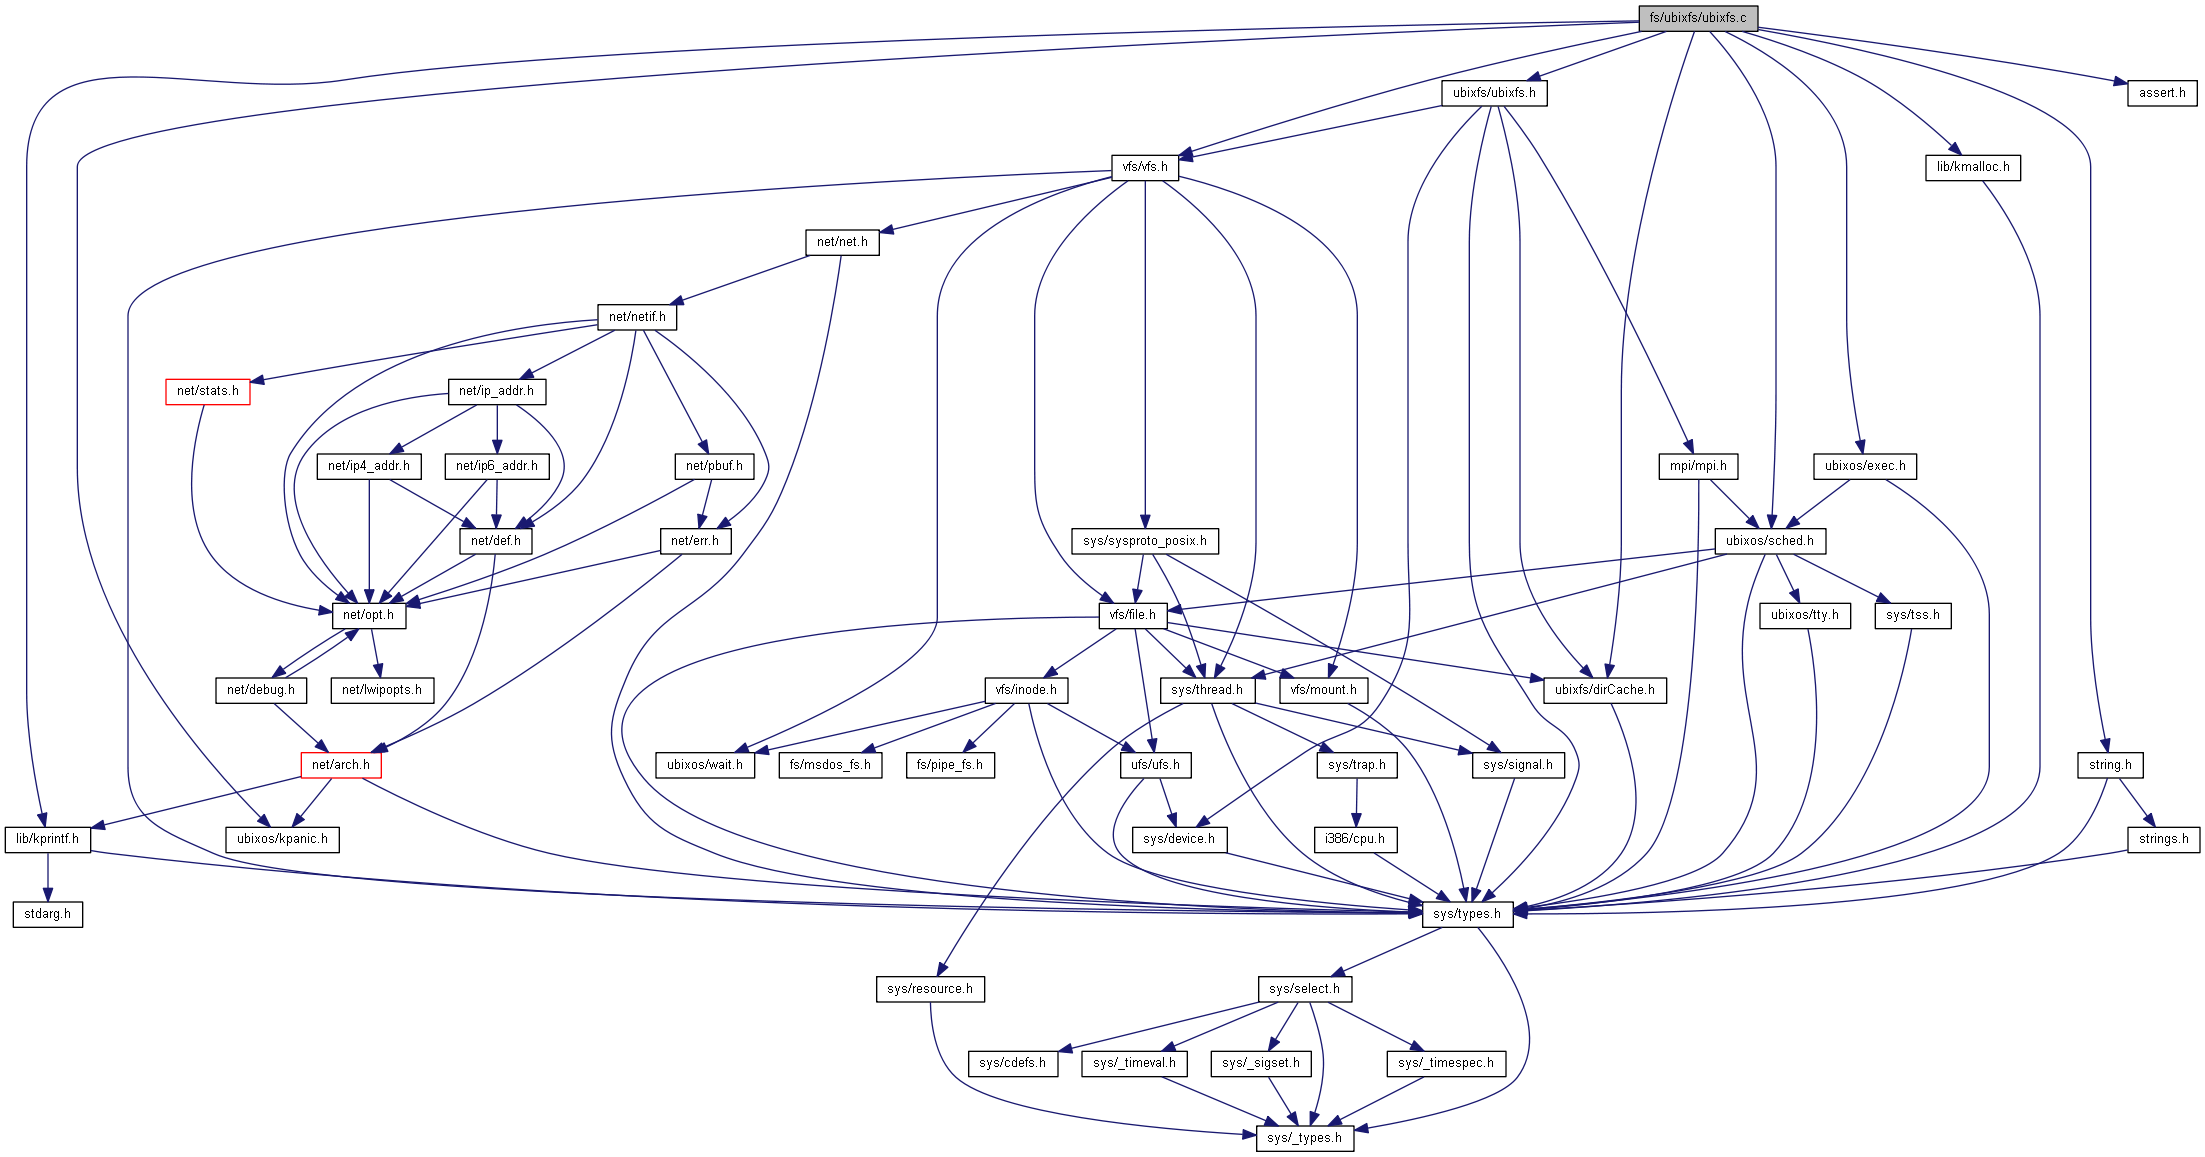 fs/ubixfs/ubixfs.c
ubixfs/ubixfs.h
assert.h
vfs/vfs.h
lib/kmalloc.h
net/net.h
net/netif.h
net/stats.h
net/ip_addr.h
net/ip4_addr.h
net/ip6_addr.h
net/pbuf.h
mpi/mpi.h
ubixos/exec.h
net/def.h
net/err.h
sys/sysproto_posix.h
ubixos/sched.h
net/opt.h
vfs/file.h
ubixos/tty.h
sys/tss.h
net/debug.h
net/lwipopts.h
vfs/inode.h
sys/thread.h
vfs/mount.h
ubixfs/dirCache.h
net/arch.h
ubixos/wait.h
fs/msdos_fs.h
fs/pipe_fs.h
ufs/ufs.h
sys/trap.h
sys/signal.h
string.h
lib/kprintf.h
ubixos/kpanic.h
sys/device.h
i386/cpu.h
strings.h
stdarg.h
sys/types.h
sys/resource.h
sys/select.h
sys/cdefs.h
sys/_timeval.h
sys/_sigset.h
sys/_timespec.h
sys/_types.h